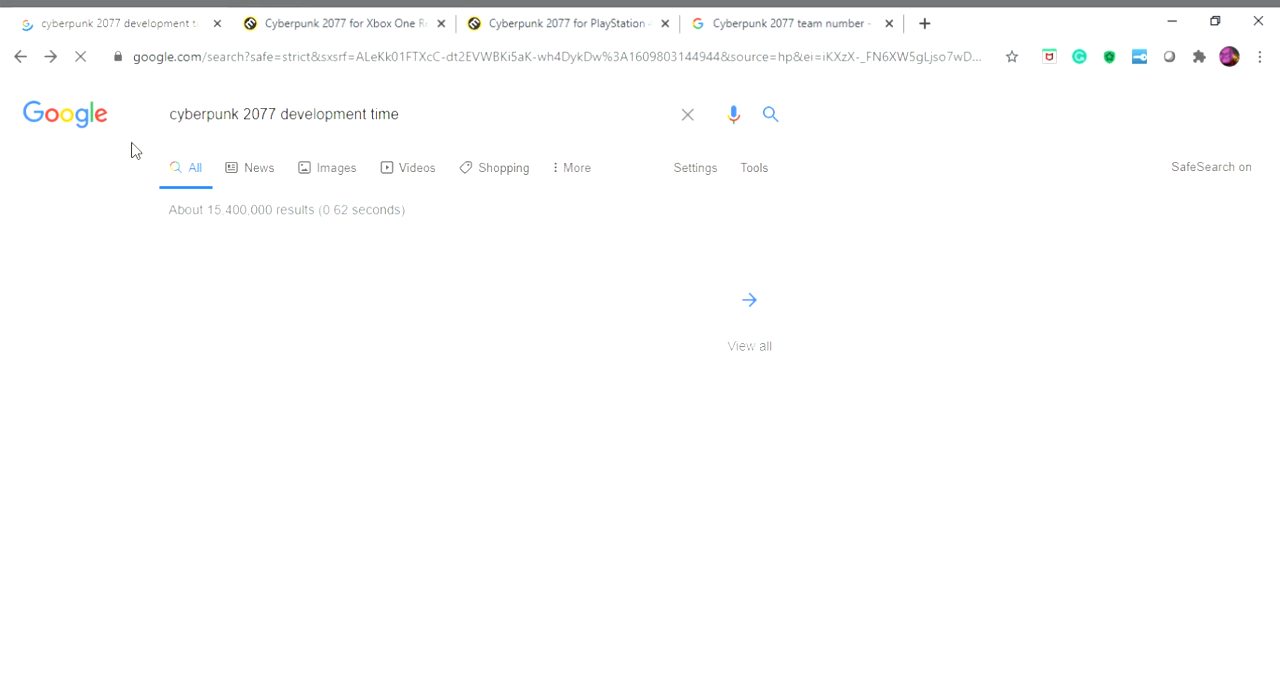 cyberpunk 2077 development t
Cyberpunk 2077 for Xbox One Re
Cyberpunk 2077 for PlayStation -
Cyberpunk 2077 team number -
google.com/search?safe=strict&sxsrf=ALeKk01FTXcC-dt2EVWBKi5aK-wh4DykDw%3A1609803144944&source=hp&ei=iKXzX-_FN6XW5gLjso7wD...
Google
cyberpunk 2077 development time
All
News
Images
Videos
Shopping
More
Settings
Tools
SafeSearch on
About 15,400,000 results (0.62 seconds)
View all